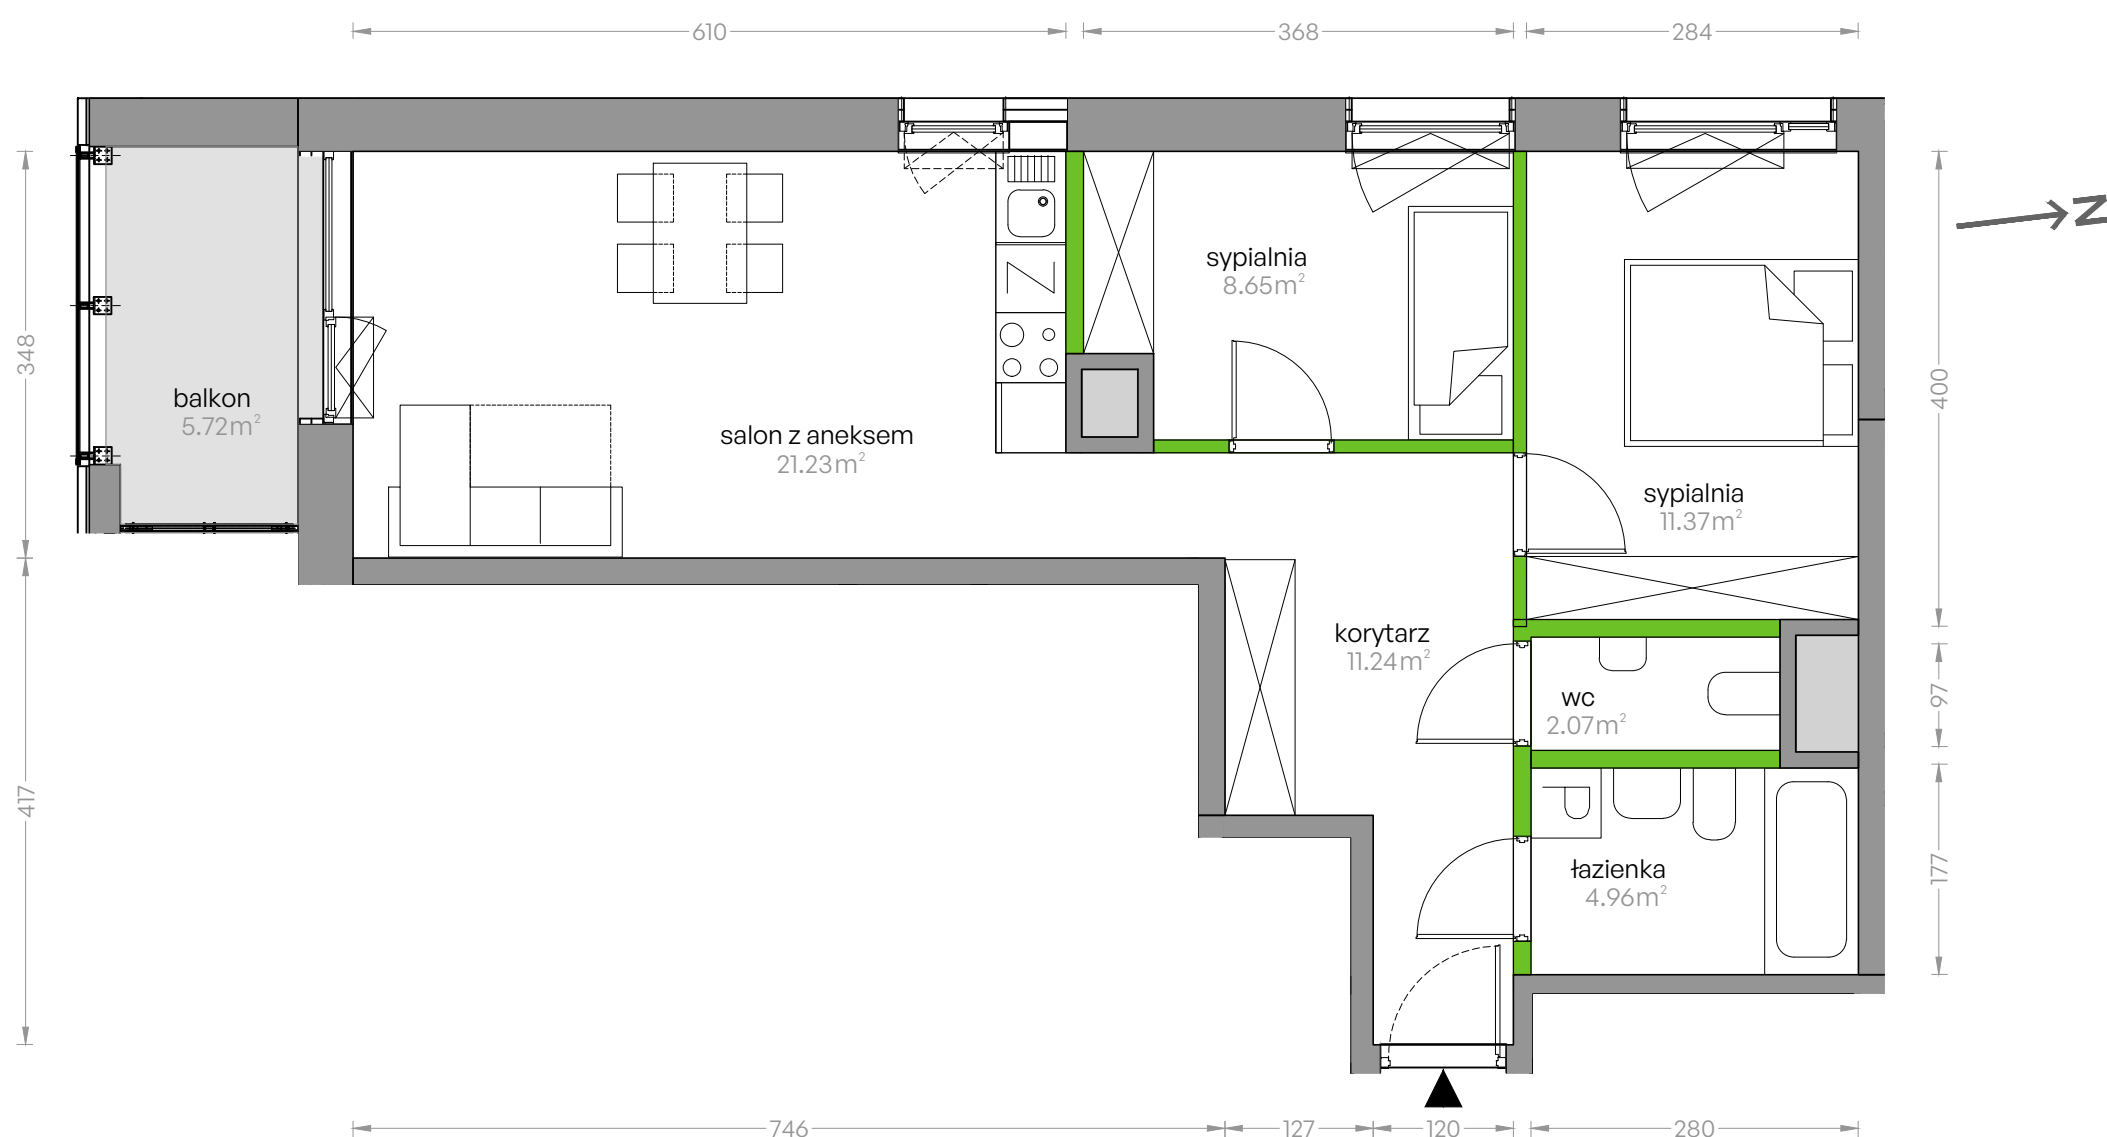 610
368
284
N
348
417
400
97
177
balkon
5.72m²
salon z aneksem
21.23m²
sypialnia
8.65m²
sypialnia
11.37m²
korytarz
11.24m²
wc
2.07m²
łazienka
4.96m²
746
127
120
280